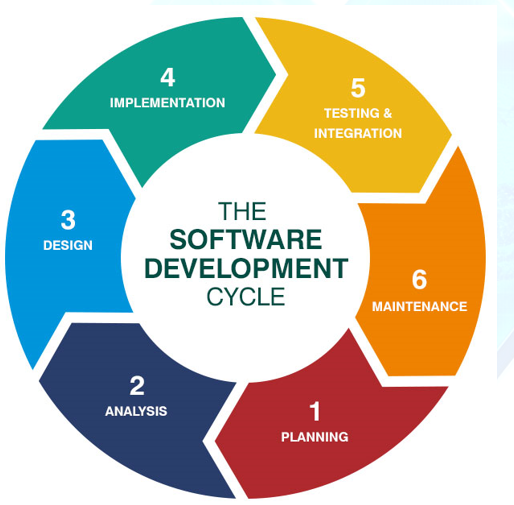 THE
SOFTWARE
DEVELOPMENT
CYCLE
1
PLANNING
2
ANALYSIS
3
DESIGN
4
IMPLEMENTATION
5
TESTING &
INTEGRATION
6
MAINTENANCE